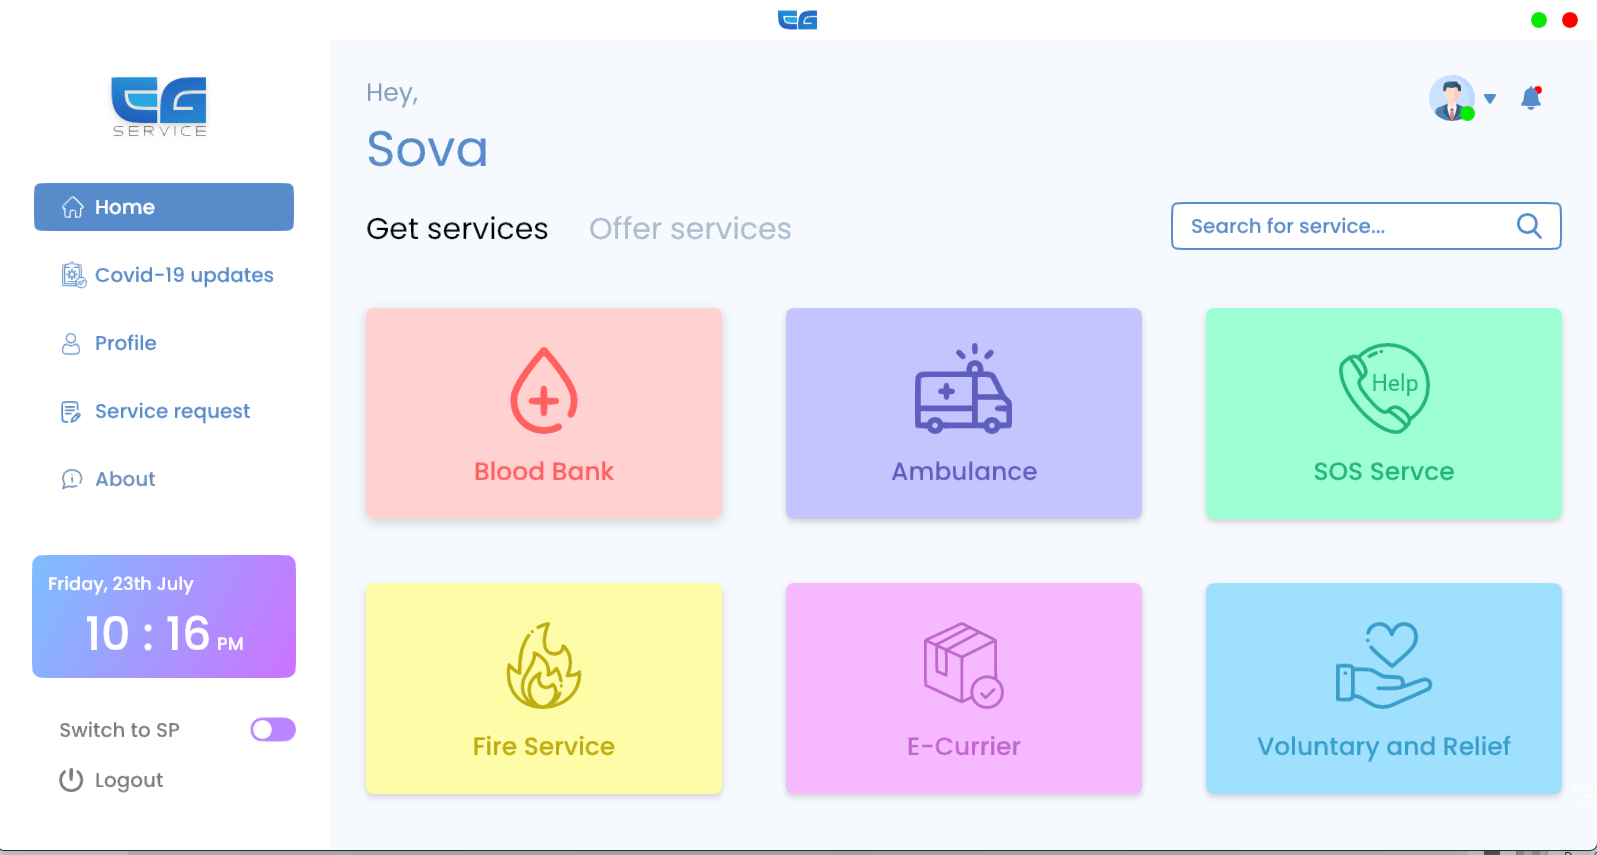 EG
EG
SERVICE
Home
Covid-19 updates
Profile
Service request
About
Friday, 23th July
10 : 16 PM
Switch to SP
Logout
Hey,
Sova
Get services
Offer services
Search for service...
Blood Bank
Ambulance
Help
SOS Servce
Fire Service
E-Currier
Voluntary and Relief